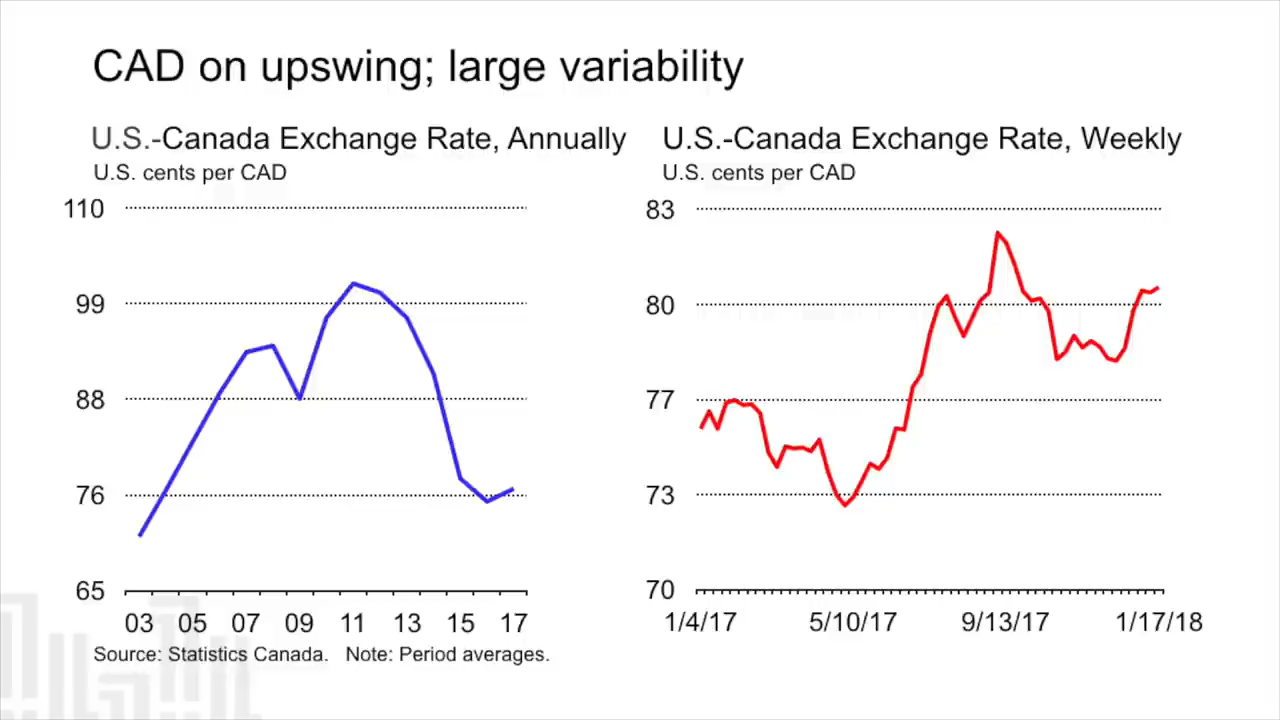 CAD on upswing; large variability
U.S.-Canada Exchange Rate, Annually
U.S. cents per CAD
110
99
88
76
65
03 05 07 09 11 13 15 17
Source: Statistics Canada. Note: Period averages.
U.S.-Canada Exchange Rate, Weekly
U.S. cents per CAD
83
80
77
73
70
1/4/17 5/10/17 9/13/17 1/17/18